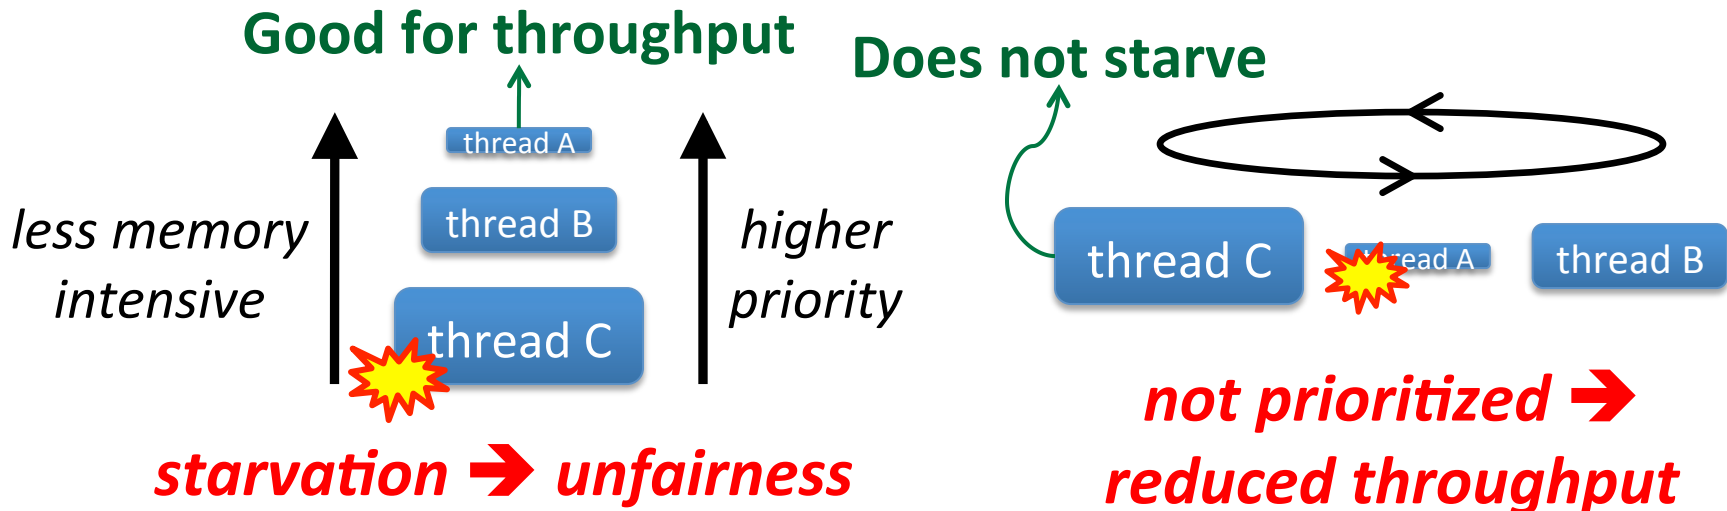 Good for throughput
thread A
less memory
intensive
thread B
higher
priority
thread C
starvation ➔ unfairness
Does not starve
thread C
thread A
thread B
not prioritized ➔
reduced throughput